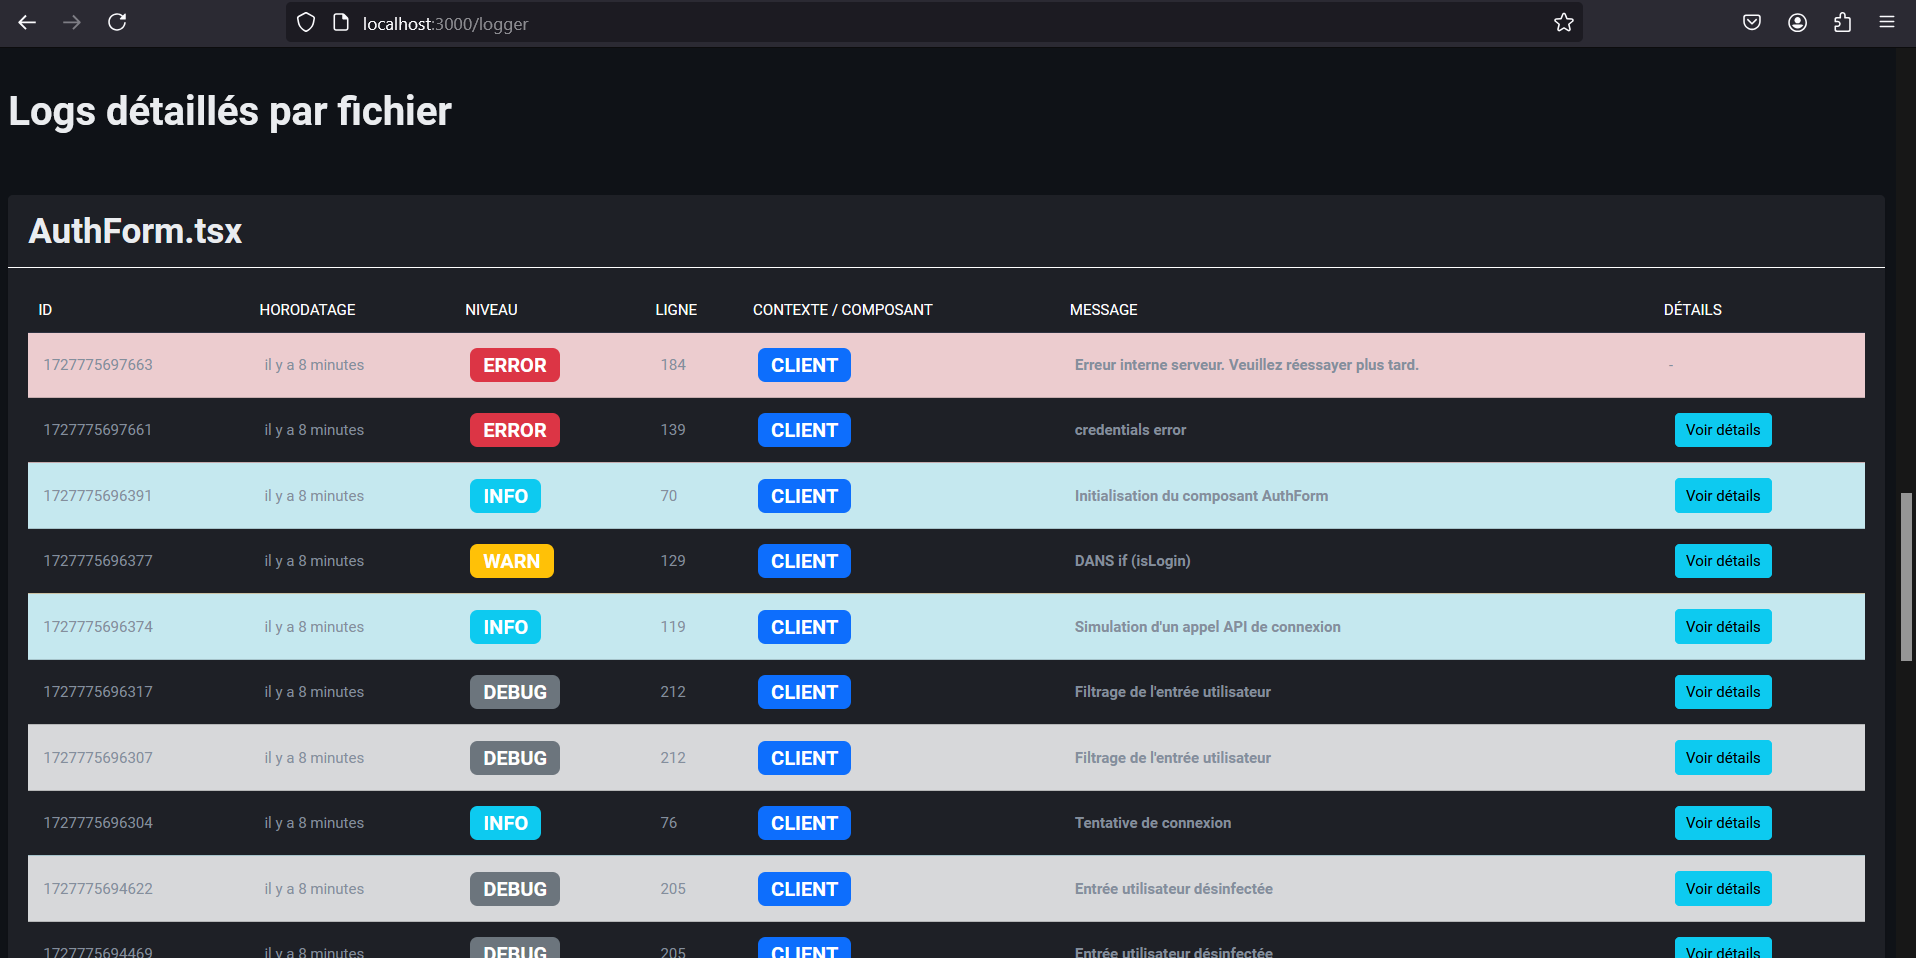 localhost:3000/logger
Logs détaillés par fichier
AuthForm.tsx
ID HORODATAGE NIVEAU LIGNE CONTEXTE / COMPOSANT MESSAGE DÉTAILS
1727775697663 il y a 8 minutes ERROR 184 CLIENT Erreur interne serveur. Veuillez réessayer plus tard. -
1727775697661 il y a 8 minutes ERROR 139 CLIENT credentials error Voir détails
1727775696391 il y a 8 minutes INFO 70 CLIENT Initialisation du composant AuthForm Voir détails
1727775696377 il y a 8 minutes WARN 129 CLIENT DANS if (isLogin) Voir détails
1727775696374 il y a 8 minutes INFO 119 CLIENT Simulation d'un appel API de connexion Voir détails
1727775696317 il y a 8 minutes DEBUG 212 CLIENT Filtrage de l'entrée utilisateur Voir détails
1727775696307 il y a 8 minutes DEBUG 212 CLIENT Filtrage de l'entrée utilisateur Voir détails
1727775696304 il y a 8 minutes INFO 76 CLIENT Tentative de connexion Voir détails
1727775694622 il y a 8 minutes DEBUG 205 CLIENT Entrée utilisateur désinfectée Voir détails
1727775694469 il y a 8 minutes DEBUG 205 CLIENT Entrée utilisateur désinfectée Voir détails